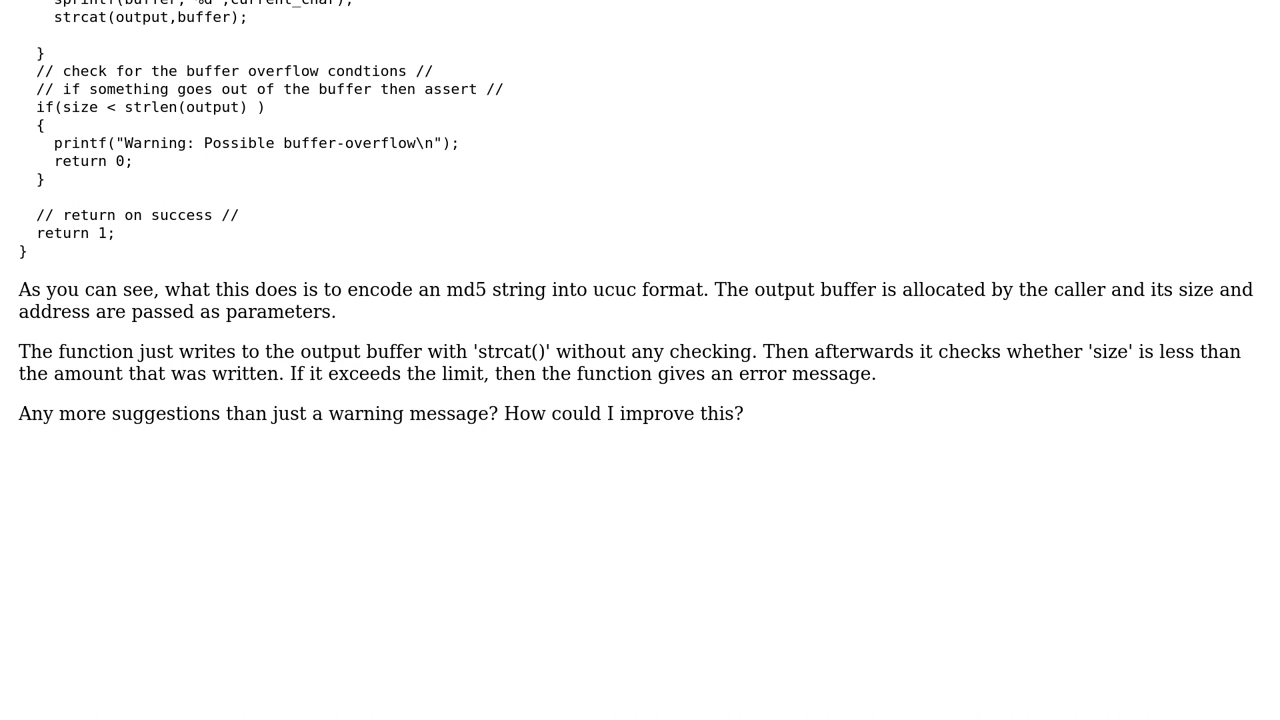 sprintf(buffer,"%d",current_char);
strcat(output,buffer);
}
// check for the buffer overflow condtions //
// if something goes out of the buffer then assert //
if(size < strlen(output) )
{
printf("Warning: Possible buffer-overflow\n");
return 0;
}
// return on success //
return 1;
}
As you can see, what this does is to encode an md5 string into ucuc format. The output buffer is allocated by the caller and its size and
address are passed as parameters.
The function just writes to the output buffer with 'strcat()' without any checking. Then afterwards it checks whether 'size' is less than
the amount that was written. If it exceeds the limit, then the function gives an error message.
Any more suggestions than just a warning message? How could I improve this?